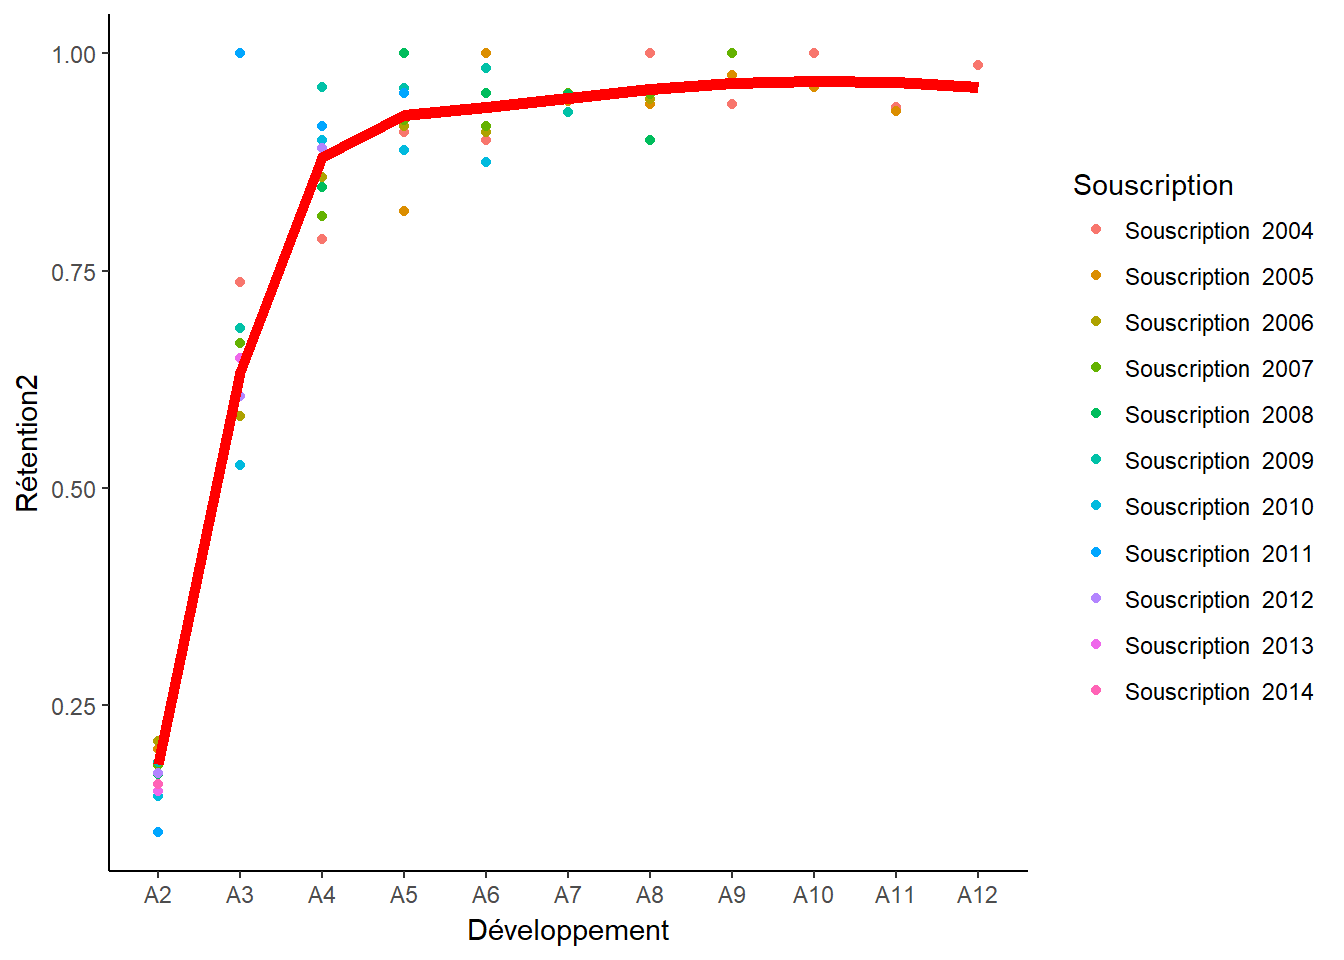 1.00
0.75
0.50
0.25
Rétention2
A2 A3 A4 A5 A6 A7 A8 A9 A10 A11 A12
Développement
Souscription
Souscription 2004
Souscription 2005
Souscription 2006
Souscription 2007
Souscription 2008
Souscription 2009
Souscription 2010
Souscription 2011
Souscription 2012
Souscription 2013
Souscription 2014